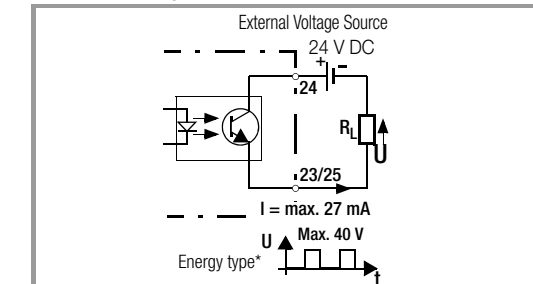 External Voltage Source
24 V DC
+ -
24
RL
U
23/25
I = max. 27 mA
U Max. 40 V
Energy type*
t